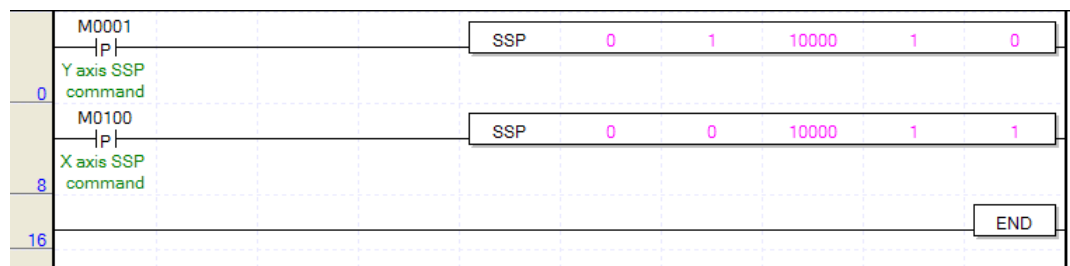 M0001
P
SSP 0 1 10000 1 0
Y axis SSP
command
0
M0100
P
SSP 0 0 10000 1 1
X axis SSP
command
8
END
16